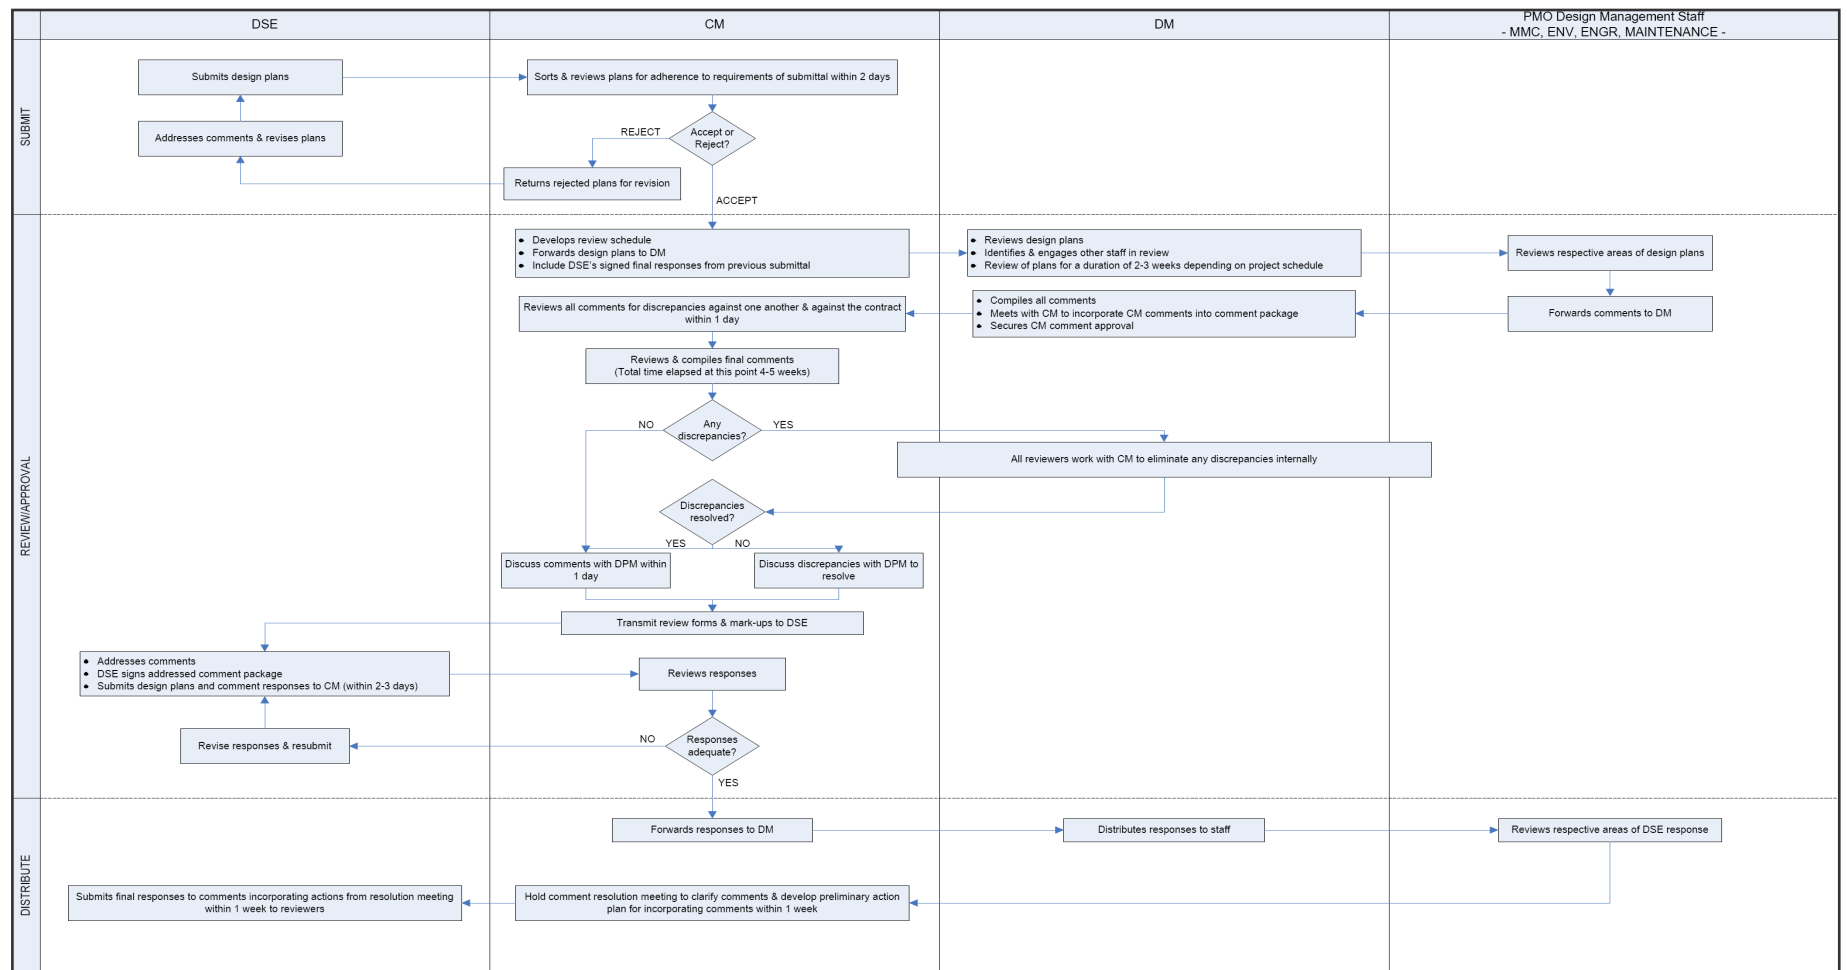 DSE
CM
DM
PMO Design Management Staff
- MMC, ENV, ENGR, MAINTENANCE -
SUBMIT
Submits design plans
Sorts & reviews plans for adherence to requirements of submittal within 2 days
Addresses comments & revises plans
REJECT
Accept or
Reject?
Returns rejected plans for revision
ACCEPT
REVIEW/APPROVAL
• Develops review schedule
• Forwards design plans to DM
• Include DSE's signed final responses from previous submittal
• Reviews design plans
• Identifies & engages other staff in review
• Review of plans for a duration of 2-3 weeks depending on project schedule
Reviews respective areas of design plans
Reviews all comments for discrepancies against one another & against the contract
within 1 day
• Compiles all comments
• Meets with CM to incorporate CM comments into comment package
• Secures CM comment approval
Forwards comments to DM
Reviews & compiles final comments
(Total time elapsed at this point 4-5 weeks)
NO
Any
discrepancies?
YES
All reviewers work with CM to eliminate any discrepancies internally
Discrepancies
resolved?
YES
NO
Discuss comments with DPM within
1 day
Discuss discrepancies with DPM to
resolve
Transmit review forms & mark-ups to DSE
• Addresses comments
• DSE signs addressed comment package
• Submits design plans and comment responses to CM (within 2-3 days)
Reviews responses
Revise responses & resubmit
NO
Responses
adequate?
YES
DISTRIBUTE
Forwards responses to DM
Distributes responses to staff
Reviews respective areas of DSE response
Submits final responses to comments incorporating actions from resolution meeting
within 1 week to reviewers
Hold comment resolution meeting to clarify comments & develop preliminary action
plan for incorporating comments within 1 week